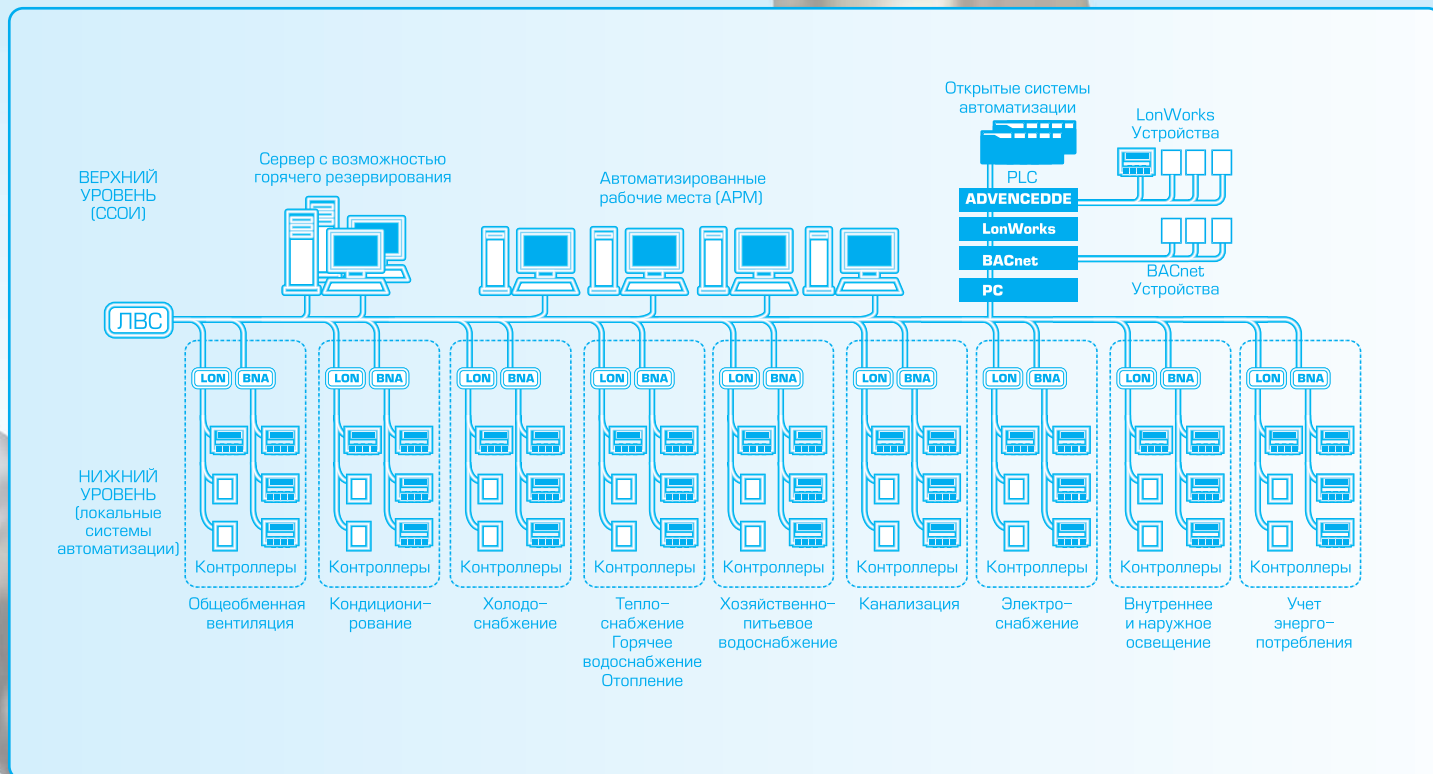 Открытые системы
автоматизации
LonWorks
Устройства
Сервер с возможностью
горячего резервирования
ВЕРХНИЙ
УРОВЕНЬ
(ССОИ)
Автоматизированные
рабочие места (АРМ)
PLC
ADVENCEDDE
LonWorks
BACnet
PC
BACnet
Устройства
ЛВС
LON BNA LON BNA LON BNA LON BNA LON BNA LON BNA LON BNA LON BNA LON BNA
НИЖНИЙ
УРОВЕНЬ
(локальные
системы
автоматизации)
Контроллеры Контроллеры Контроллеры Контроллеры Контроллеры Контроллеры Контроллеры Контроллеры Контроллеры
Общеобменная
вентиляция
Кондициони-
рование
Холодо-
снабжение
Тепло-
снабжение
Горячее
водоснабжение
Отопление
Хозяйственно-
питьевое
водоснабжение
Канализация
Электро-
снабжение
Внутреннее
и наружное
освещение
Учет
энерго-
потребления